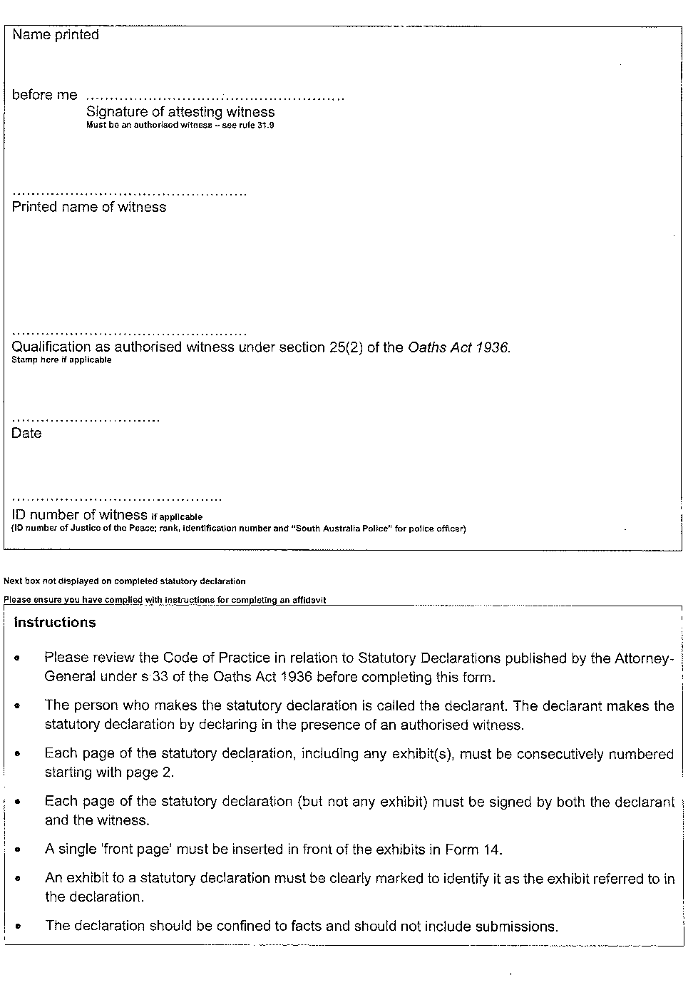 Name printed
before me ......................................................
Signature of attesting witness
Must be an authorised witness – see rule 31.9
.................................................
Printed name of witness
.................................................
Qualification as authorised witness under section 25(2) of the Oaths Act 1936.
Stamp here if applicable
...............................
Date
............................................
ID number of witness if applicable
(ID number of Justice of the Peace; rank, identification number and “South Australia Police” for police officer)
Next box not displayed on completed statutory declaration
Please ensure you have complied with instructions for completing an affidavit
Instructions
• Please review the Code of Practice in relation to Statutory Declarations published by the Attorney-
General under s 33 of the Oaths Act 1936 before completing this form.
• The person who makes the statutory declaration is called the declarant. The declarant makes the
statutory declaration by declaring in the presence of an authorised witness.
• Each page of the statutory declaration, including any exhibit(s), must be consecutively numbered
starting with page 2.
• Each page of the statutory declaration (but not any exhibit) must be signed by both the declarant
and the witness.
• A single 'front page' must be inserted in front of the exhibits in Form 14.
• An exhibit to a statutory declaration must be clearly marked to identify it as the exhibit referred to in
the declaration.
• The declaration should be confined to facts and should not include submissions.